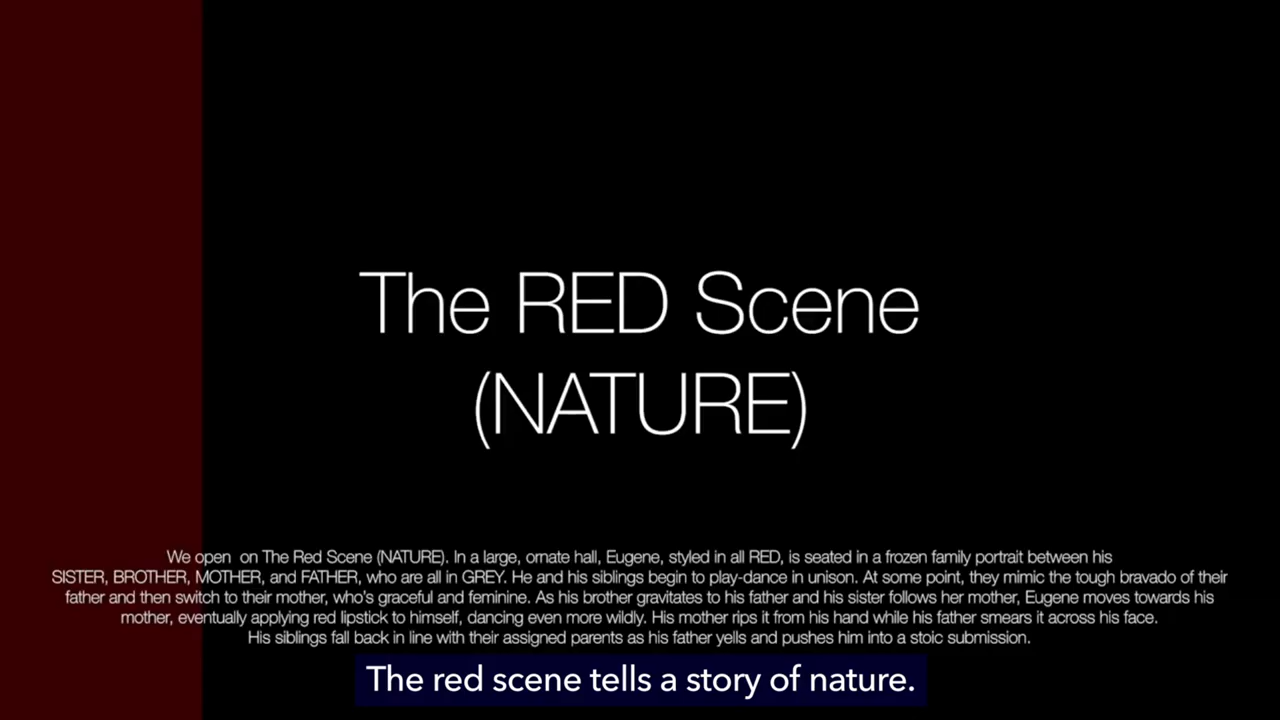 The RED Scene
(NATURE)
We open on The Red Scene (NATURE). In a large, ornate hall, Eugene, styled in all RED, is seated in a frozen family portrait between his
SISTER, BROTHER, MOTHER, and FATHER, who are all in GREY. He and his siblings begin to play-dance in unison. At some point, they mimic the tough bravado of their
father and then switch to their mother, who's graceful and feminine. As his brother gravitates to his father and his sister follows her mother, Eugene moves towards his
mother, eventually applying red lipstick to himself, dancing even more wildly. His mother rips it from his hand while his father smears it across his face.
His siblings fall back in line with their assigned parents as his father yells and pushes him into a stoic submission.
The red scene tells a story of nature.